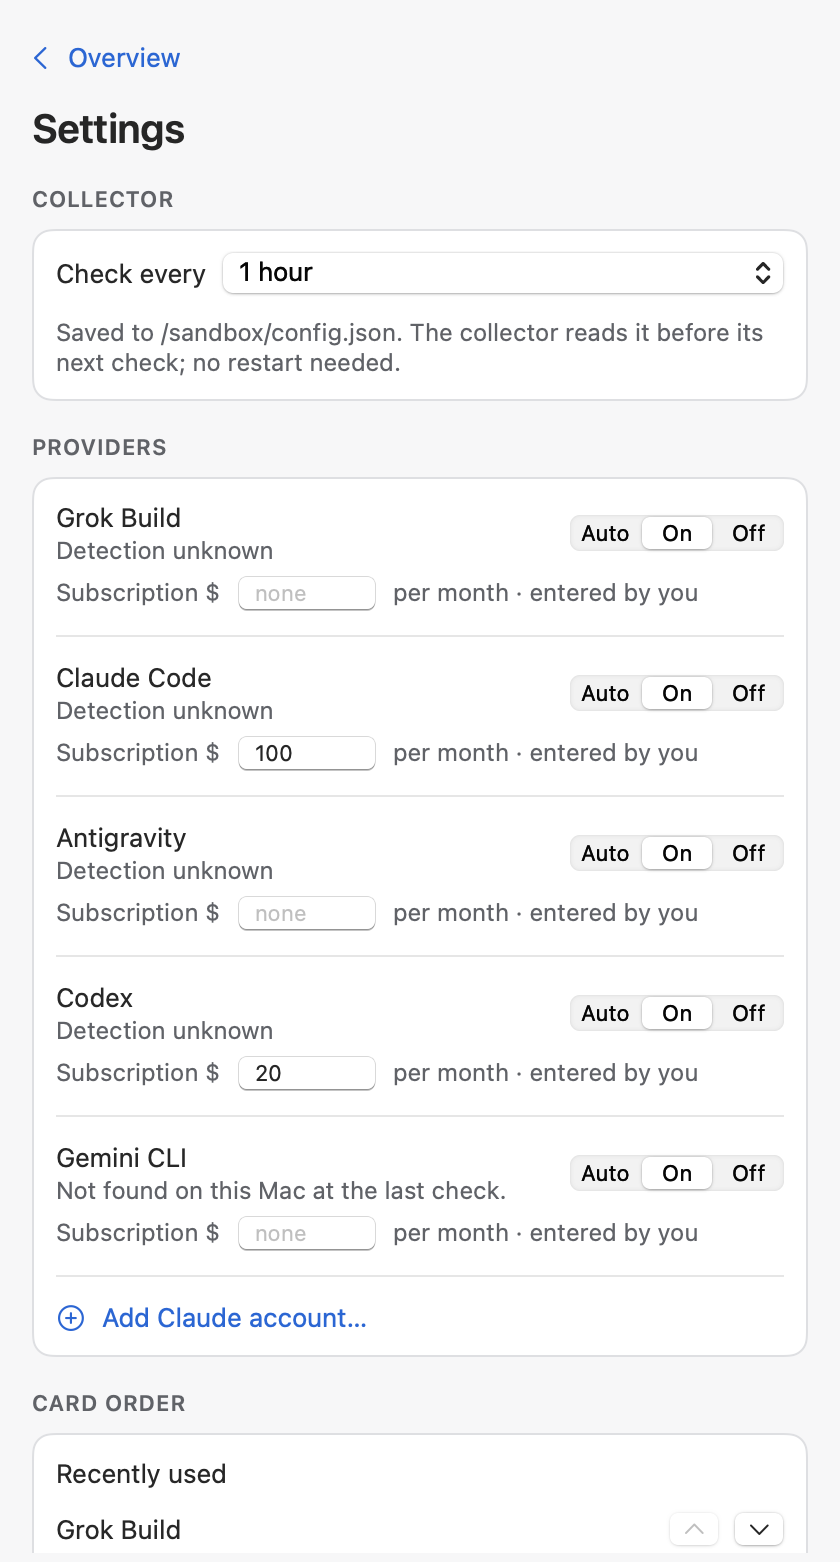 Overview
Settings
COLLECTOR
Check every 1 hour
Saved to /sandbox/config.json. The collector reads it before its
next check; no restart needed.
PROVIDERS
Grok Build
Auto On Off
Detection unknown
Subscription $ none per month · entered by you
Claude Code
Auto On Off
Detection unknown
Subscription $ 100 per month · entered by you
Antigravity
Auto On Off
Detection unknown
Subscription $ none per month · entered by you
Codex
Auto On Off
Detection unknown
Subscription $ 20 per month · entered by you
Gemini CLI
Auto On Off
Not found on this Mac at the last check.
Subscription $ none per month · entered by you
Add Claude account...
CARD ORDER
Recently used
Grok Build